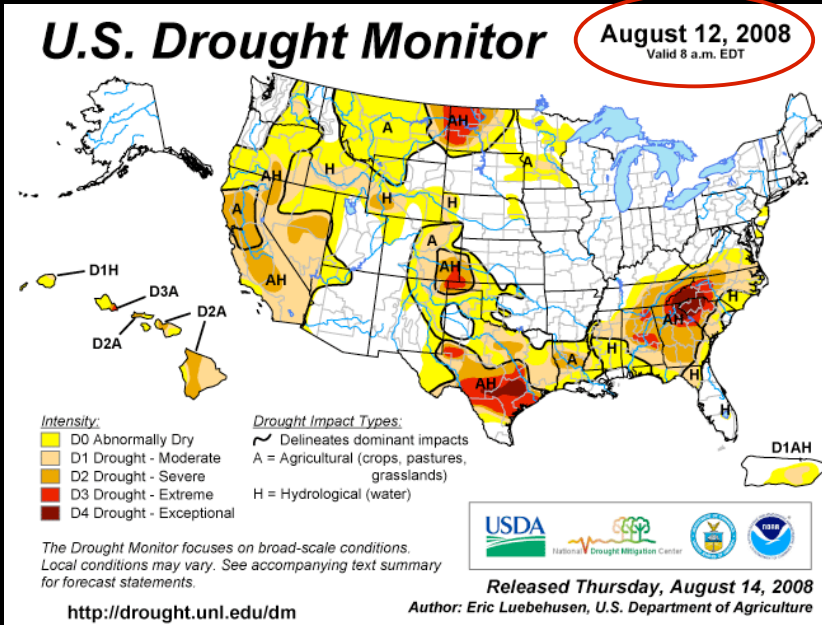 U.S. Drought Monitor
August 12, 2008
Valid 8 a.m. EDT
A
AH
A
AH
H
A
H
H
A
AH
AH
A
AH
H
AH
A
H
H
H
D1H
D3A
D2A
D2A
D1AH
Intensity:
D0 Abnormally Dry
D1 Drought - Moderate
D2 Drought - Severe
D3 Drought - Extreme
D4 Drought - Exceptional
Drought Impact Types:
Delineates dominant impacts
A = Agricultural (crops, pastures,
grasslands)
H = Hydrological (water)
USDA
National Drought Mitigation Center
NOAA
The Drought Monitor focuses on broad-scale conditions.
Local conditions may vary. See accompanying text summary
for forecast statements.
Released Thursday, August 14, 2008
Author: Eric Luebehusen, U.S. Department of Agriculture
http://drought.unl.edu/dm